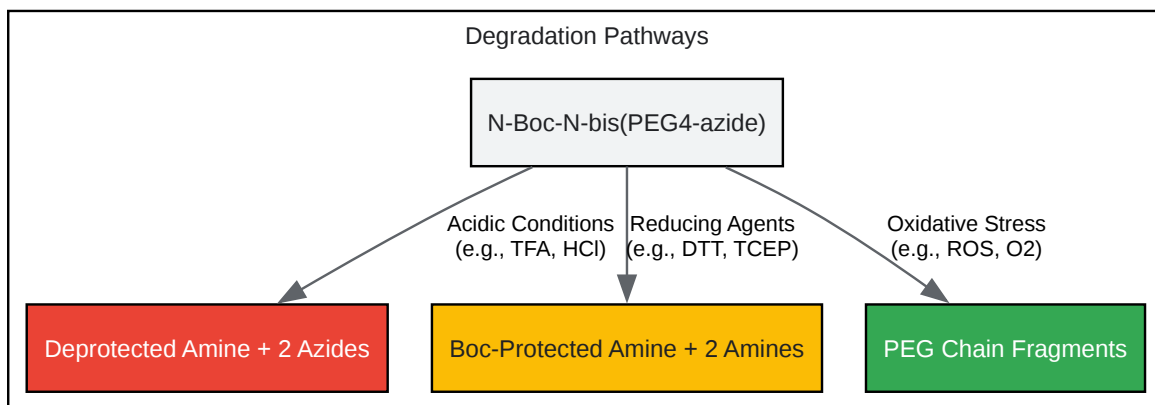 Degradation Pathways
N-Boc-N-bis(PEG4-azide)
Acidic Conditions
(e.g., TFA, HCl)
Reducing Agents
(e.g., DTT, TCEP)
Oxidative Stress
(e.g., ROS, O2)
Deprotected Amine + 2 Azides
Boc-Protected Amine + 2 Amines
PEG Chain Fragments